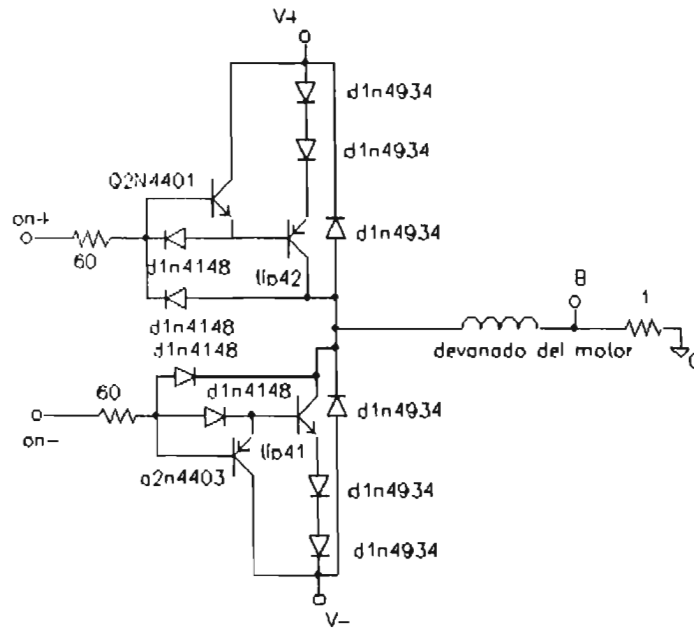 V+
d1n4934
d1n4934
Q2N4401
on+
d1n4934
60
d1n4148
tip42
B
1
d1n4148
devanado del motor
0
d1n4148
60
d1n4148
d1n4934
on-
tip41
q2n4403
d1n4934
d1n4934
V-